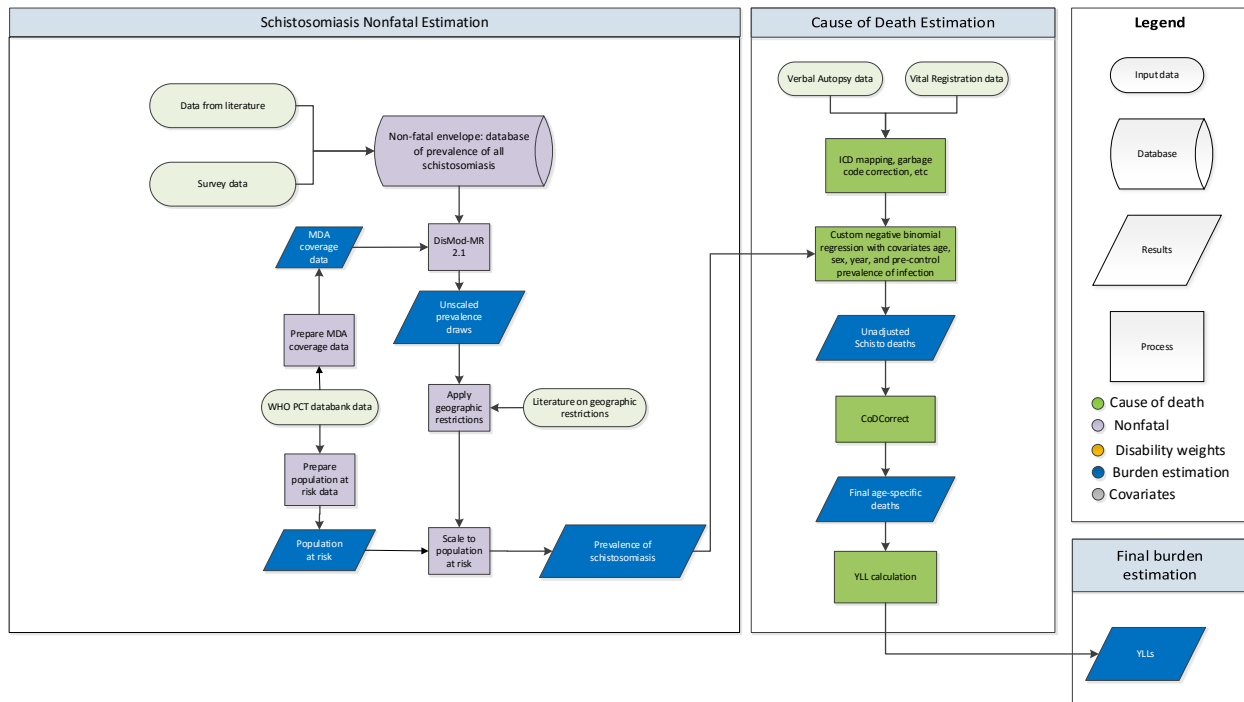 Schistosomiasis Nonfatal Estimation
Data from literature
Survey data
Non-fatal envelope: database
of prevalence of all
schistosomiasis
MDA
coverage
data
DisMod-MR
2.1
Unscaled
prevalence
draws
Prepare MDA
coverage data
WHO PCT databank data
Apply
geographic
restrictions
Literature on geographic
restrictions
Prepare
population at
risk data
Population
at risk
Scale to
population
at risk
Prevalence of
schistosomiasis
Cause of Death Estimation
Verbal Autopsy data
Vital Registration data
ICD mapping, garbage
code correction, etc
Custom negative binomial
regression with covariates age,
sex, year, and pre-control
prevalence of infection
Unadjusted
Schisto deaths
CoDCorrect
Final age-specific
deaths
YLL calculation
Legend
Input data
Database
Results
Process
Cause of death
Nonfatal
Disability weights
Burden estimation
Covariates
Final burden
estimation
YLLs